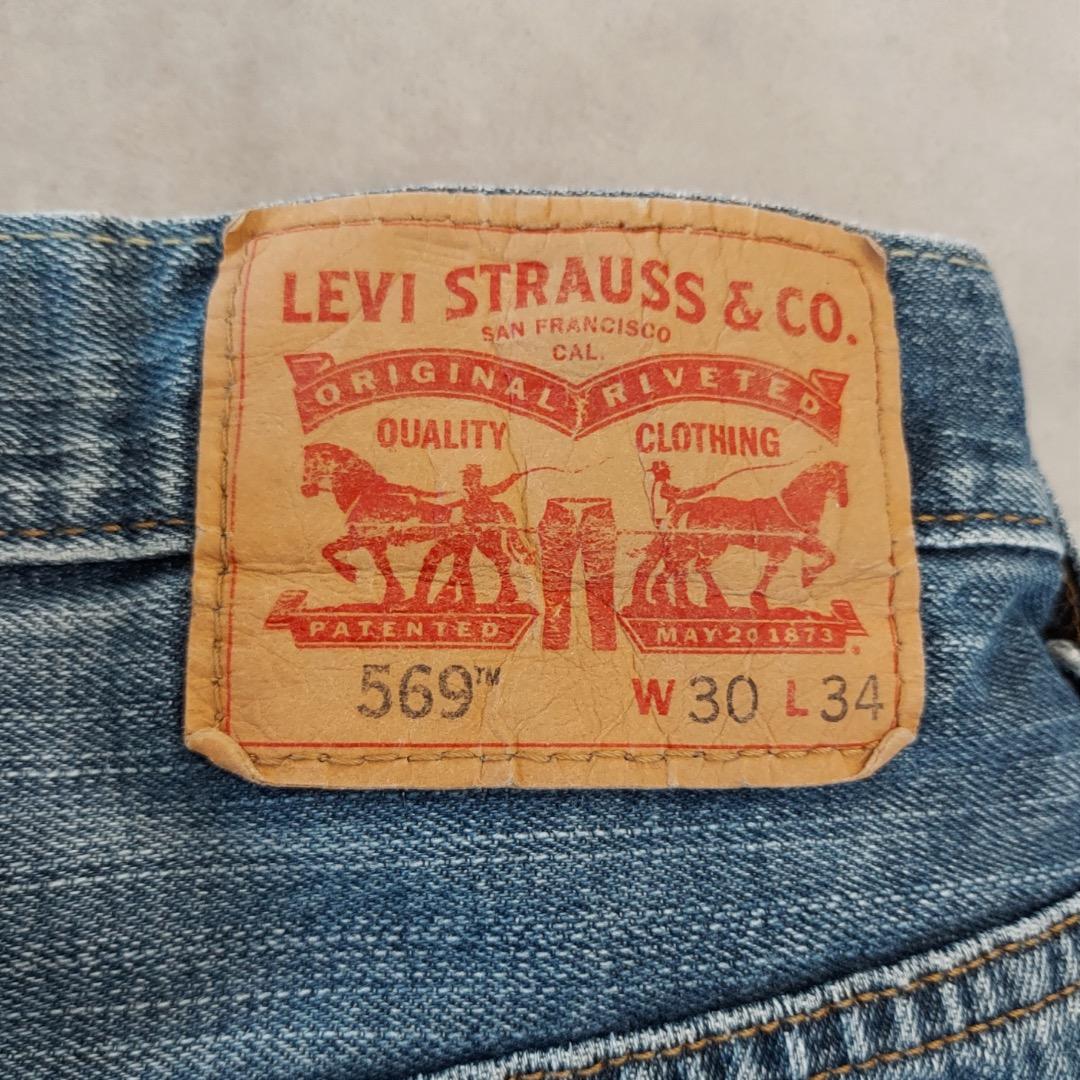 LEVI STRAUSS & CO.
SAN FRANCISCO
CAL.
ORIGINAL RIVETED
QUALITY CLOTHING
PATENTED MAY 20 1873
569™ W 30 L 34